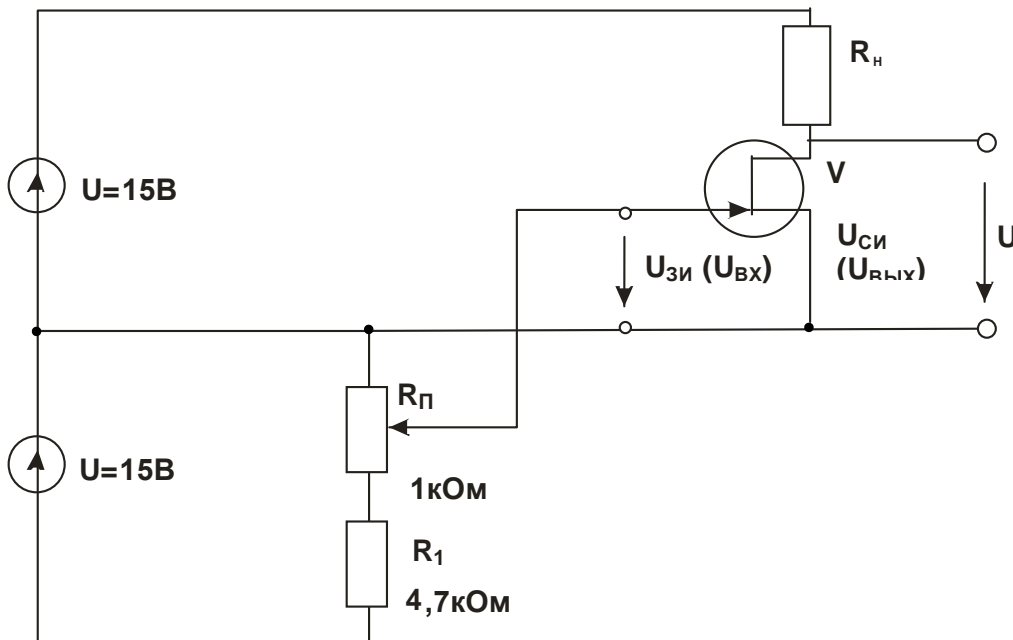 Rн
U=15В
V
UЗИ (UВХ)
UСИ
(UВЫХ)
U
RП
1кОм
U=15В
R1
4,7кОм